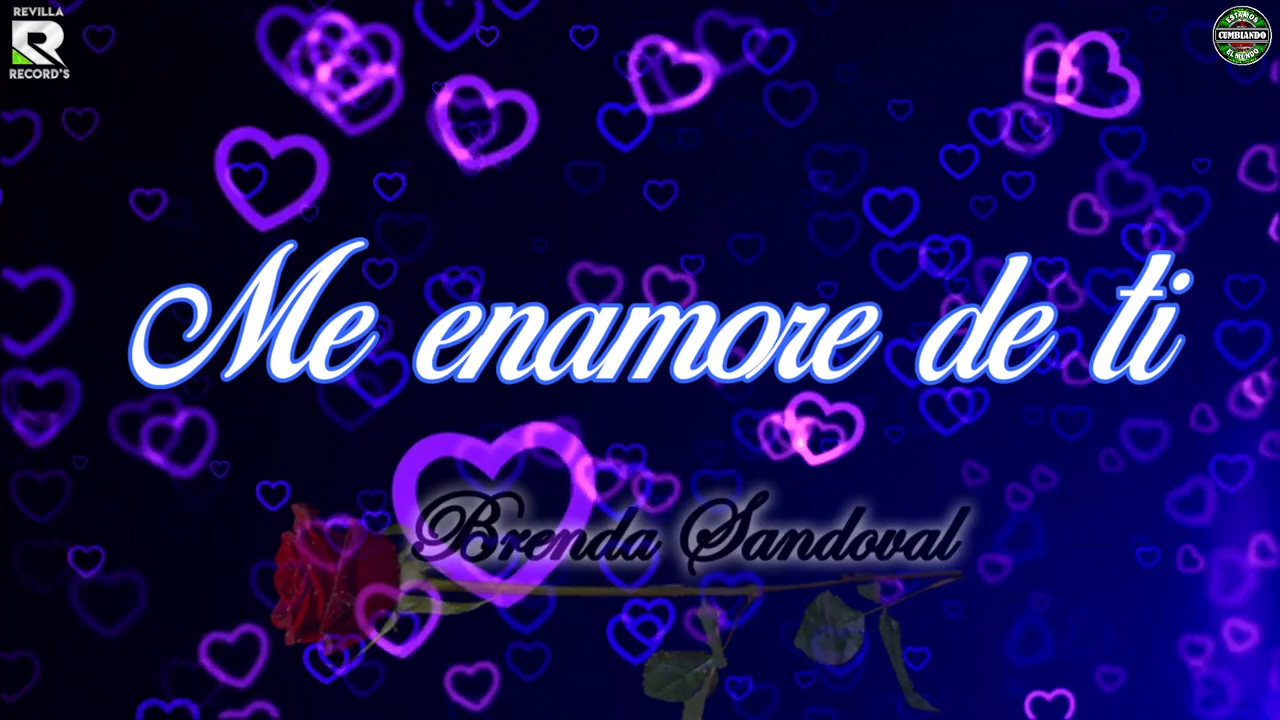 REVILLA
R
RECORD'S
ESTAMOS
CUMBIANDO
EL MUNDO
Me enamore de ti
Brenda Sandoval